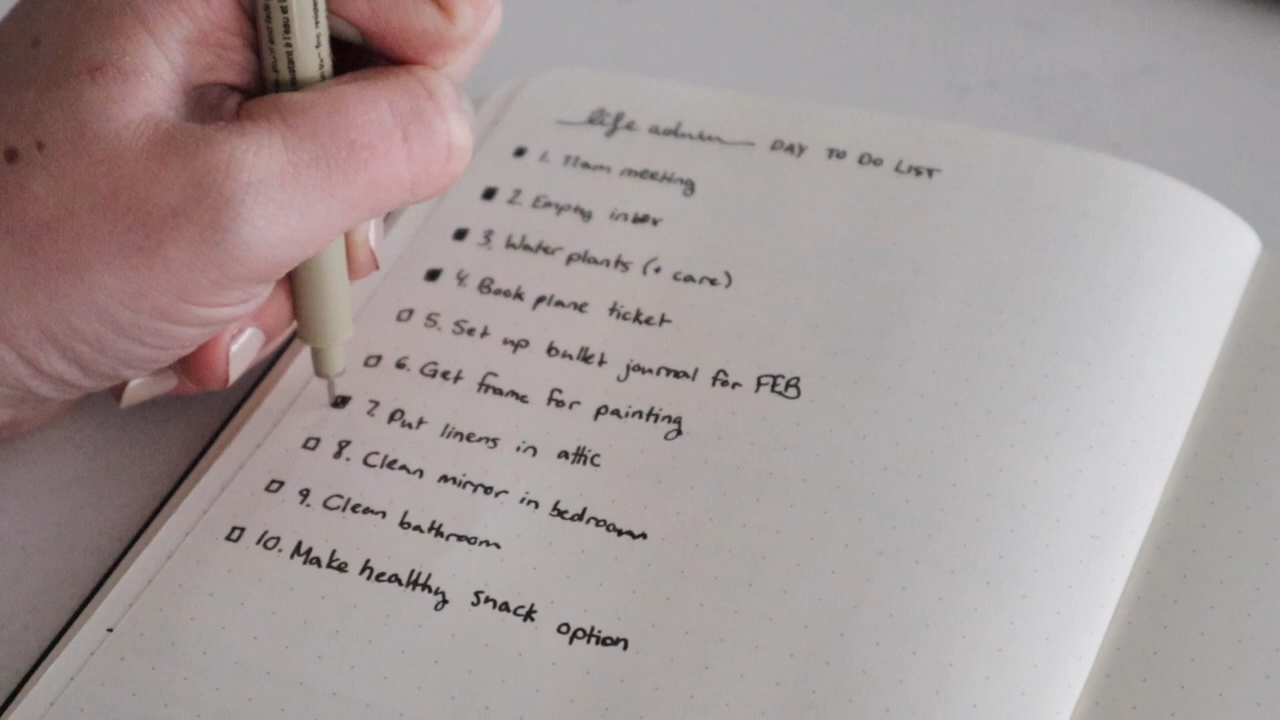 life admin DAY TO DO LIST
1. 11am meeting
2. Empty inbox
3. Water plants (+ care)
4. Book plane ticket
5. Set up bullet journal for FEB
6. Get frame for painting
7. Put linens in attic
8. Clean mirror in bedroom
9. Clean bathroom
10. Make healthy snack option